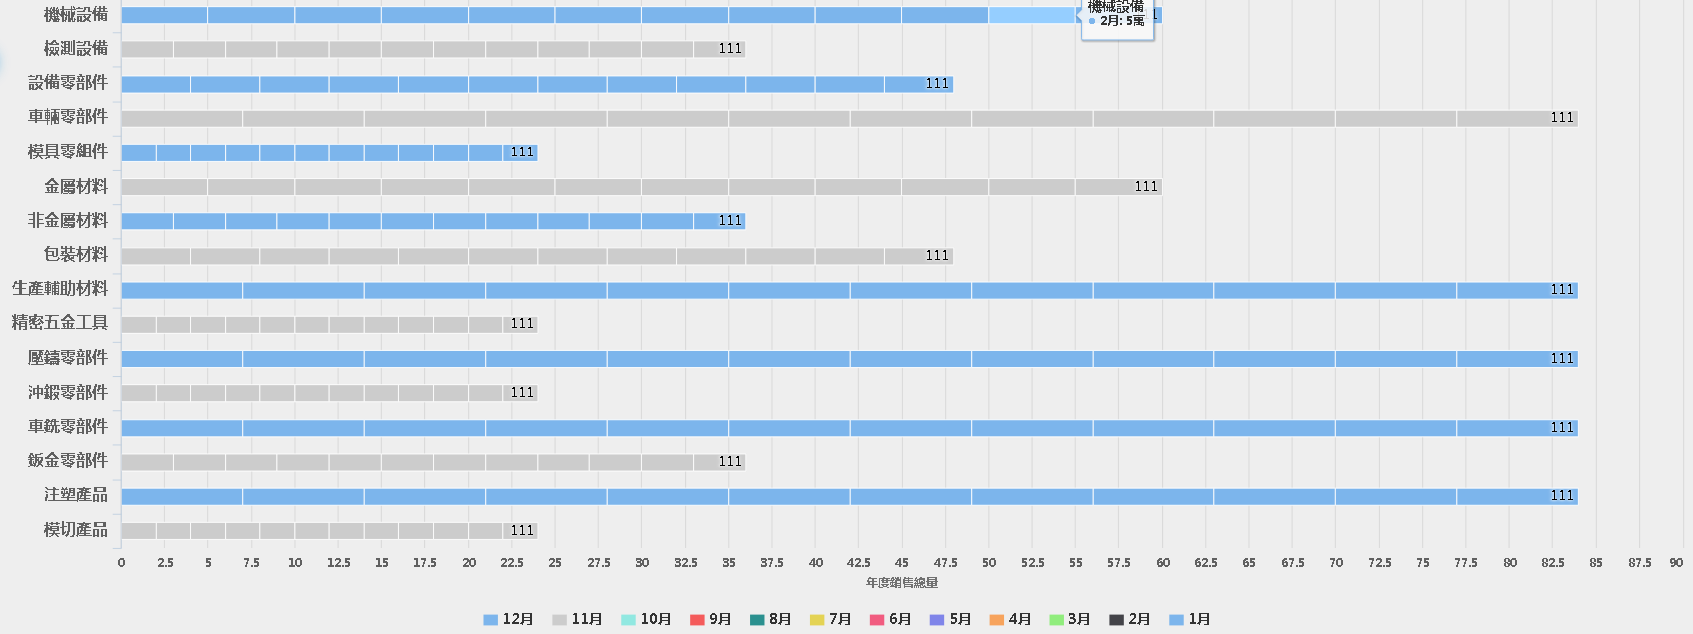 機械設備
機械設備
● 2月: 5萬
1
檢測設備
111
設備零部件
111
車輛零部件
111
模具零組件
111
金屬材料
111
非金屬材料
111
包裝材料
111
生產輔助材料
111
精密五金工具
111
壓鑄零部件
111
沖鍛零部件
111
車銑零部件
111
鈑金零部件
111
注塑產品
111
模切產品
111
0 2.5 5 7.5 10 12.5 15 17.5 20 22.5 25 27.5 30 32.5 35 37.5 40 42.5 45 47.5 50 52.5 55 57.5 60 62.5 65 67.5 70 72.5 75 77.5 80 82.5 85 87.5 90
年度銷售總量
12月 11月 10月 9月 8月 7月 6月 5月 4月 3月 2月 1月